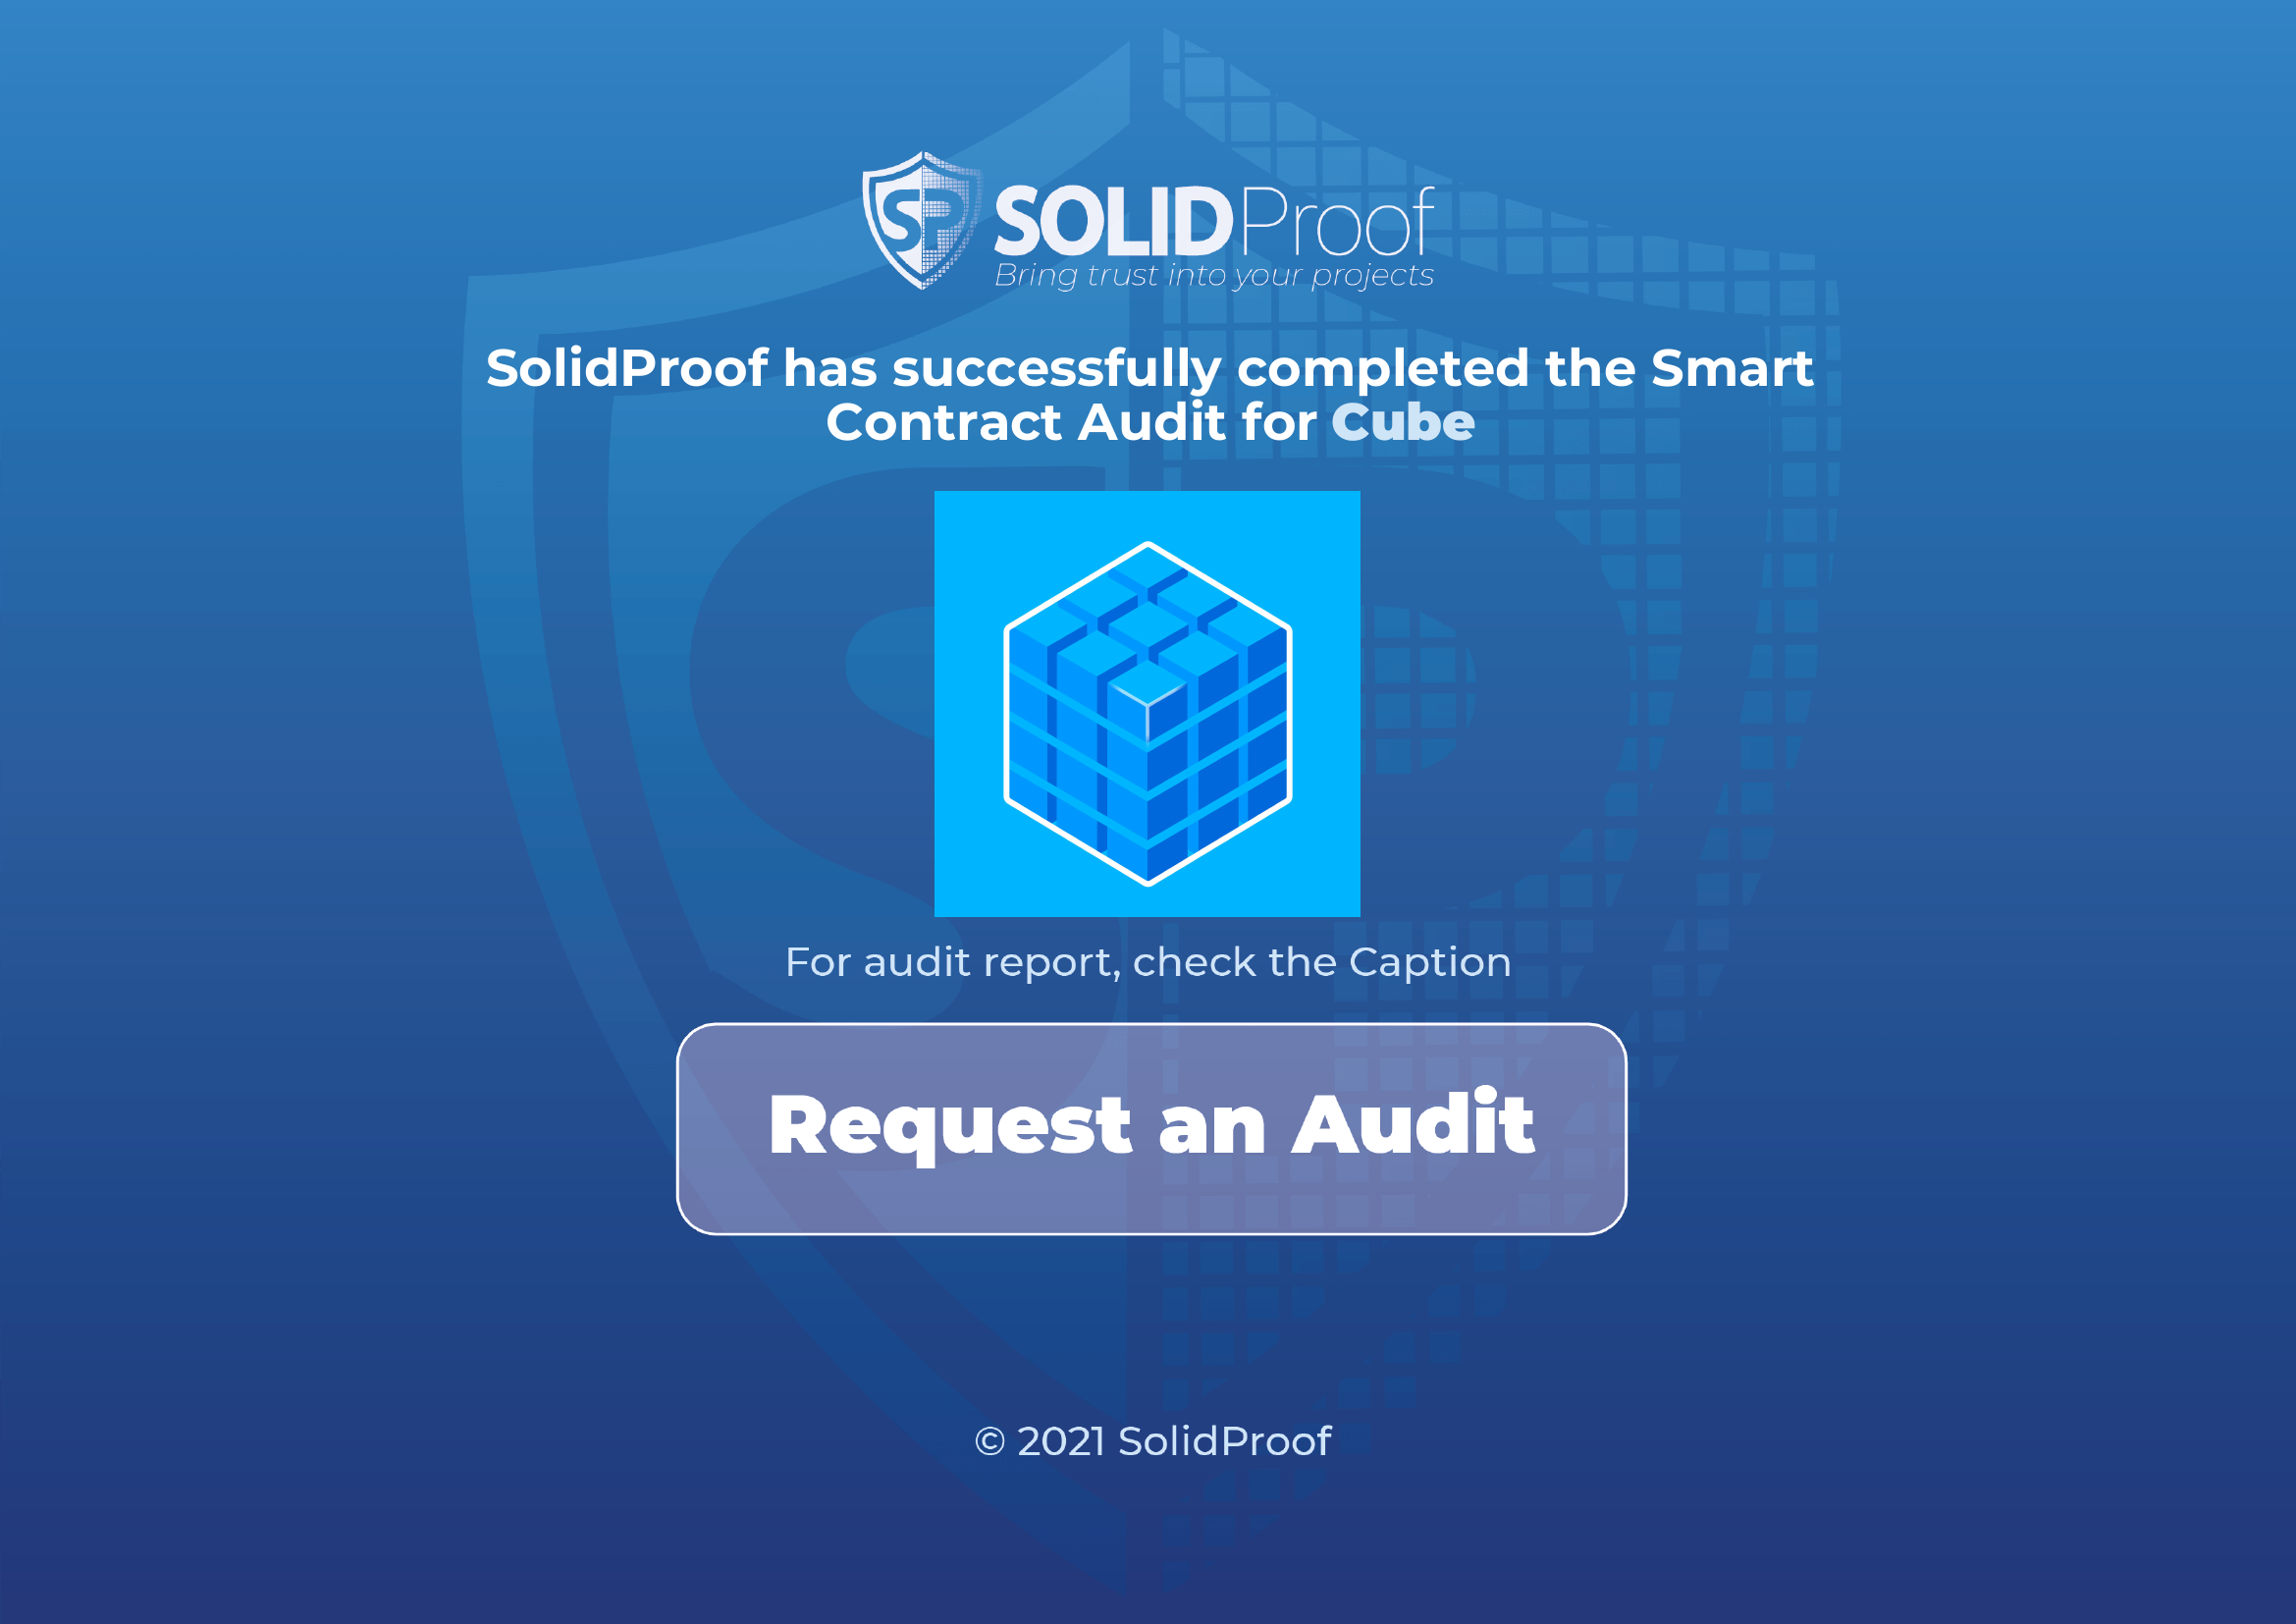 SP SOLIDProof
Bring trust into your projects
SolidProof has successfully completed the Smart
Contract Audit for Cube
For audit report, check the Caption
Request an Audit
© 2021 SolidProof